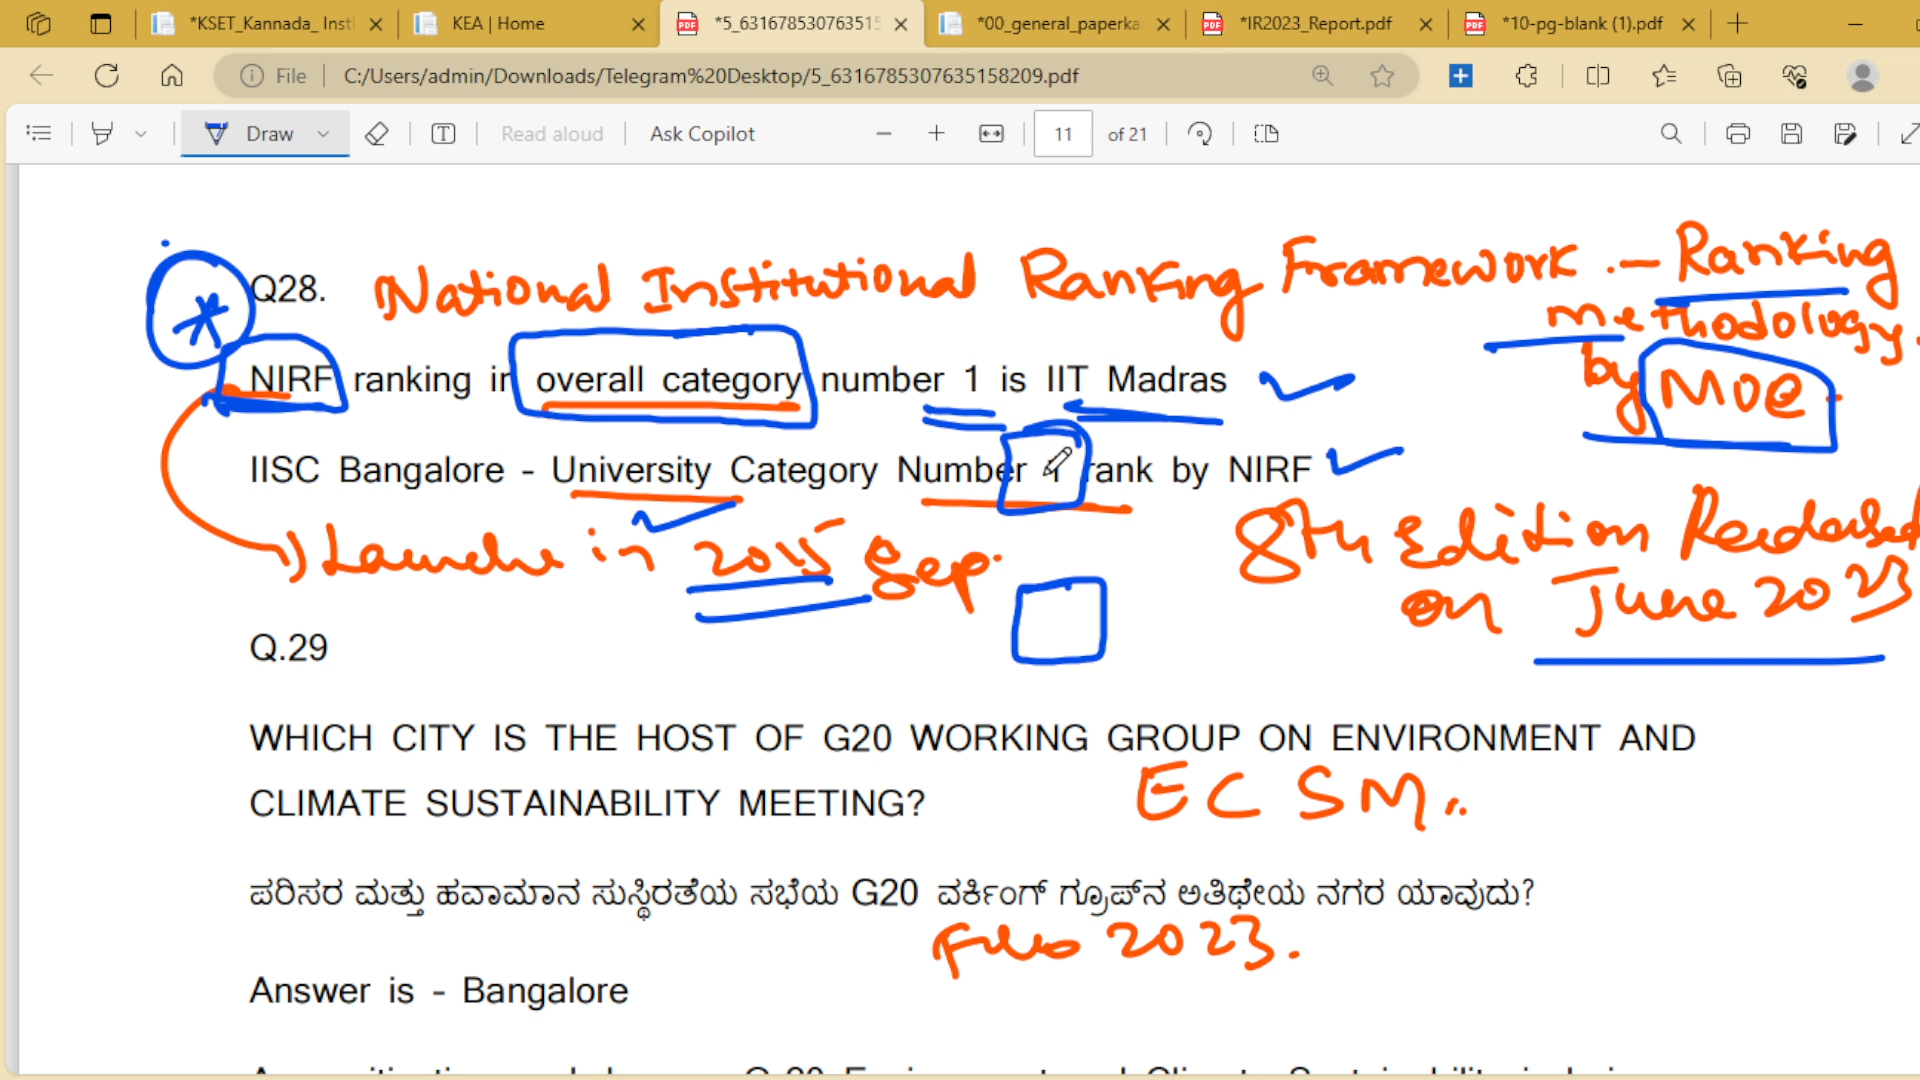 *KSET_Kannada_ Inst
KEA | Home
*5_631678530763515
*00_general_paperka
*IR2023_Report.pdf
*10-pg-blank (1).pdf
File
C:/Users/admin/Downloads/Telegram%20Desktop/5_6316785307635158209.pdf
Draw
Read aloud
Ask Copilot
11 of 21
Q28. National Institutional Ranking Framework. - Ranking
methodology.
by MOE.
NIRF ranking in overall category number 1 is IIT Madras
IISC Bangalore - University Category Number 1 rank by NIRF
1) Launche in 2015 Sep.
8th Edition
on June 2023
Q.29
WHICH CITY IS THE HOST OF G20 WORKING GROUP ON ENVIRONMENT AND
CLIMATE SUSTAINABILITY MEETING?
ECSM.
ಪರಿಸರ ಮತ್ತು ಹವಾಮಾನ ಸುಸ್ಥಿರತೆಯ ಸಭೆಯ G20 ವರ್ಕಿಂಗ್ ಗ್ರೂಪ್‌ನ ಅತಿಥೇಯ ನಗರ ಯಾವುದು?
2023.
Answer is - Bangalore